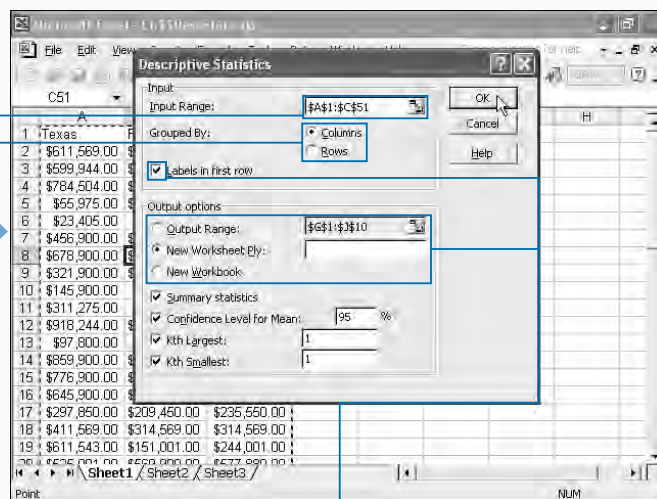 Microsoft Excel -
File Edit View
Descriptive Statistics
Input
Input Range: $A$1:$C$51
Grouped By: Columns
Rows
Labels in first row
OK
Cancel
Help
Output options
Output Range: $G$1:$J$10
New Worksheet Ply:
New Workbook
Summary statistics
Confidence Level for Mean: 95 %
Kth Largest: 1
Kth Smallest: 1
C51
A H
1 Texas F
2 $611,569.00 $
3 $599,944.00 $
4 $784,504.00 $
5 $55,975.00 $
6 $23,405.00
7 $456,900.00 $
8 $678,900.00 $
9 $321,900.00 $
10 $145,900.00
11 $311,275.00
12 $918,244.00 $
13 $97,800.00
14 $859,900.00 $
15 $776,900.00 $
16 $645,900.00 $
17 $297,850.00 $209,450.00 $235,550.00
18 $411,569.00 $314,569.00 $314,569.00
19 $611,543.00 $151,001.00 $244,001.00
Sheet1 / Sheet2 / Sheet3
Point NUM